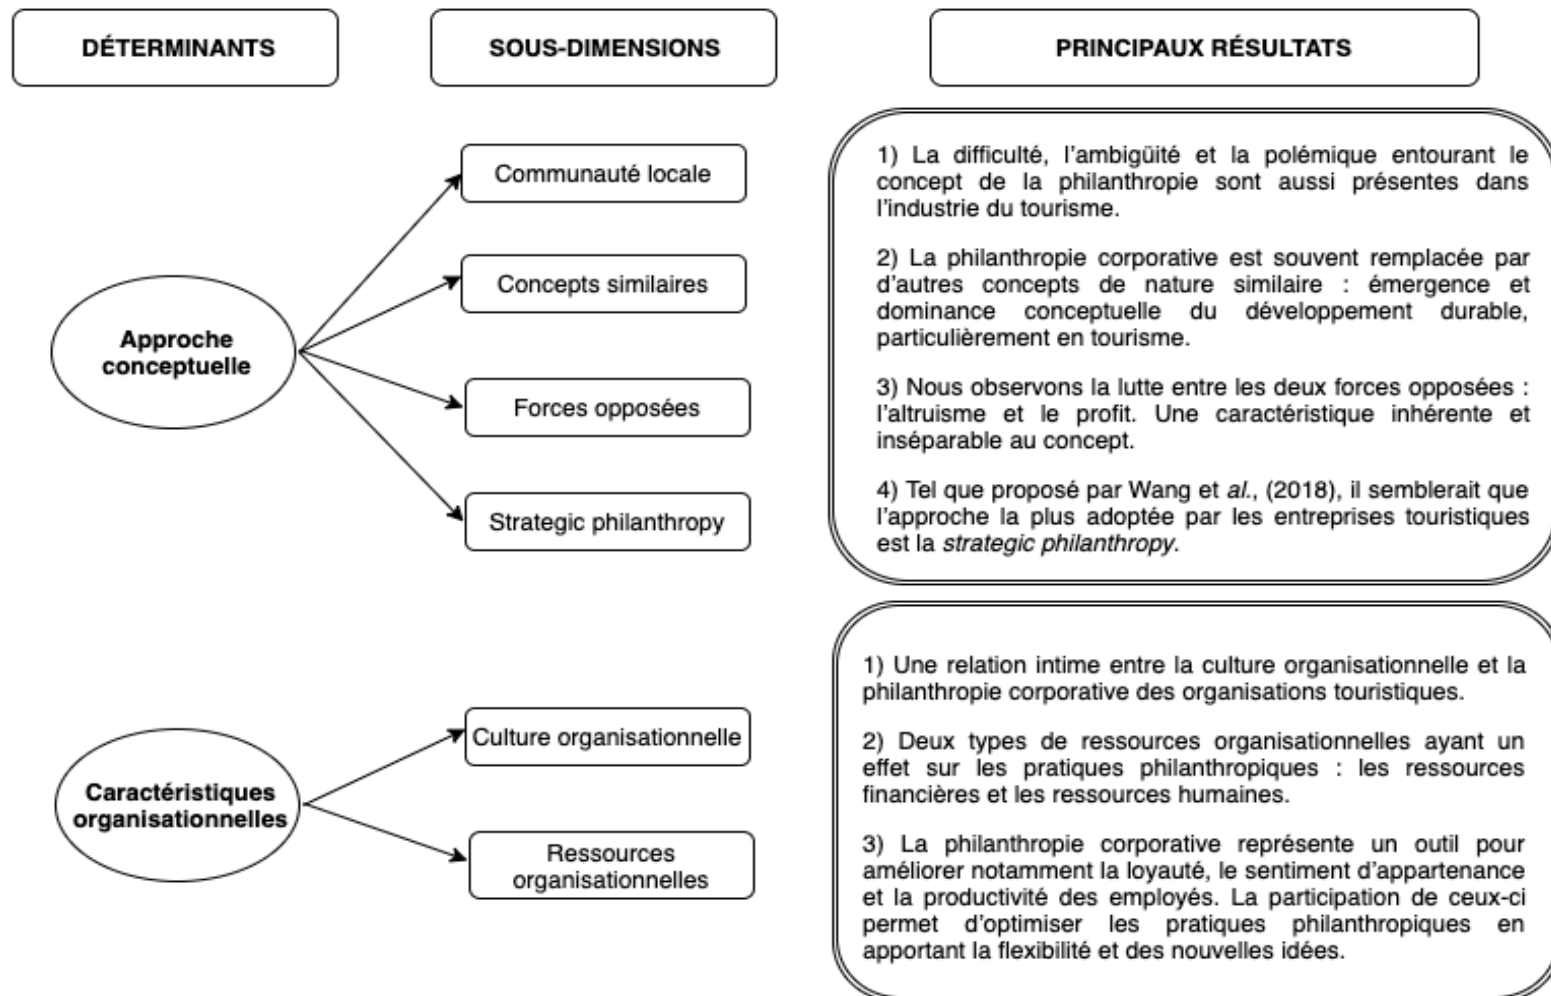 DÉTERMINANTS
SOUS-DIMENSIONS
PRINCIPAUX RÉSULTATS
Approche
conceptuelle
Communauté locale
Concepts similaires
Forces opposées
Strategic philanthropy
1) La difficulté, l'ambigüité et la polémique entourant le
concept de la philanthropie sont aussi présentes dans
l'industrie du tourisme.
2) La philanthropie corporative est souvent remplacée par
d'autres concepts de nature similaire : émergence et
dominance conceptuelle du développement durable,
particulièrement en tourisme.
3) Nous observons la lutte entre les deux forces opposées :
l'altruisme et le profit. Une caractéristique inhérente et
inséparable au concept.
4) Tel que proposé par Wang et al., (2018), il semblerait que
l'approche la plus adoptée par les entreprises touristiques
est la strategic philanthropy.
Caractéristiques
organisationnelles
Culture organisationnelle
Ressources
organisationnelles
1) Une relation intime entre la culture organisationnelle et la
philanthropie corporative des organisations touristiques.
2) Deux types de ressources organisationnelles ayant un
effet sur les pratiques philanthropiques : les ressources
financières et les ressources humaines.
3) La philanthropie corporative représente un outil pour
améliorer notamment la loyauté, le sentiment d'appartenance
et la productivité des employés. La participation de ceux-ci
permet d'optimiser les pratiques philanthropiques en
apportant la flexibilité et des nouvelles idées.